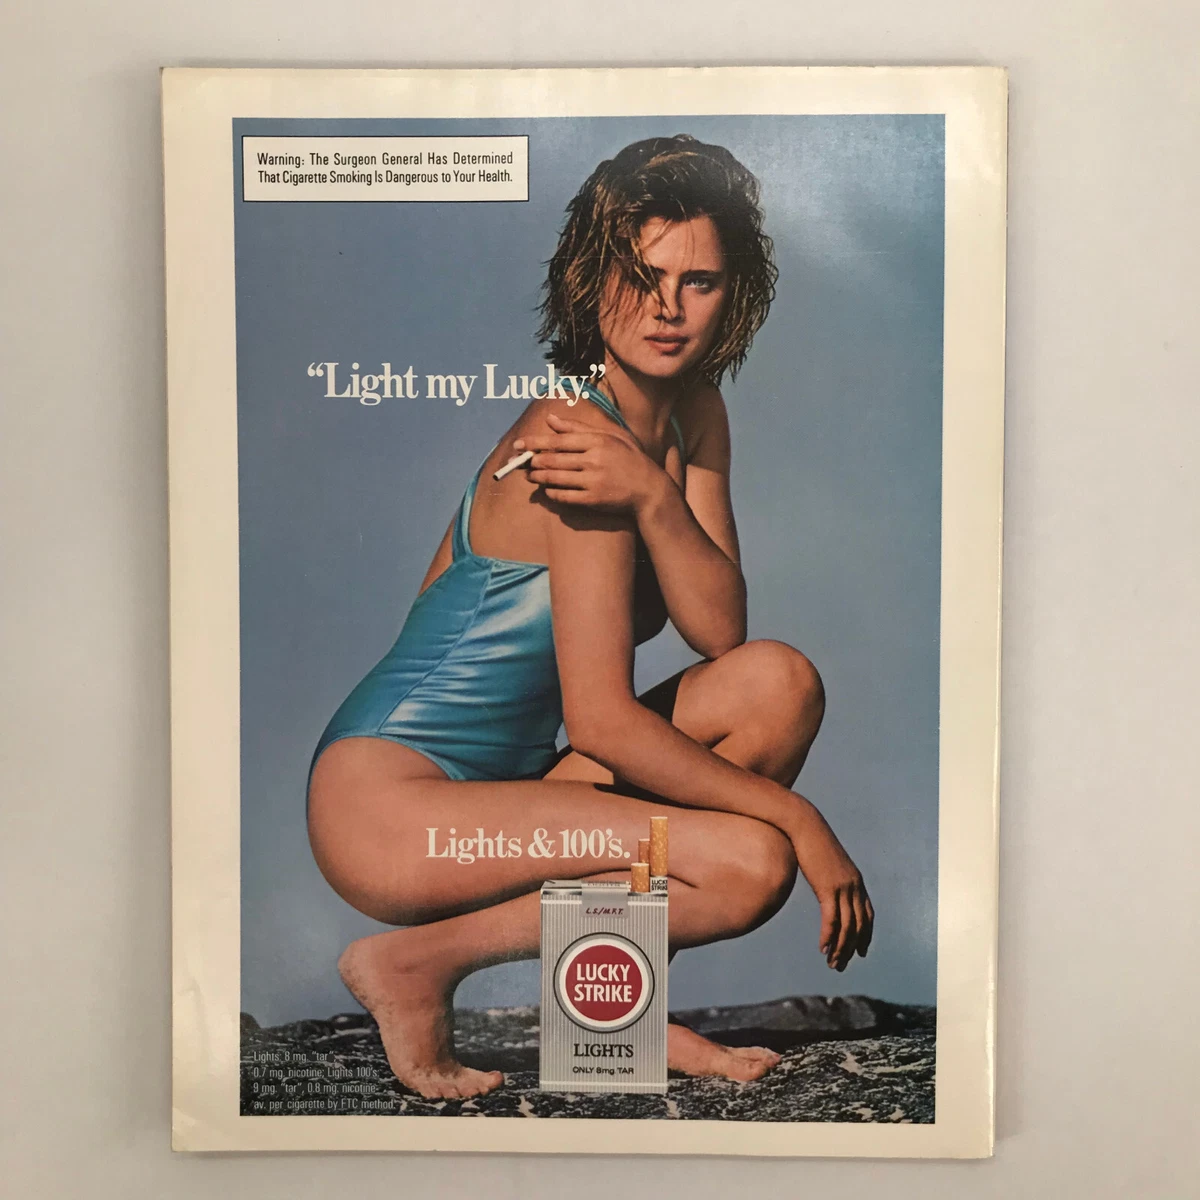 Warning: The Surgeon General Has Determined
That Cigarette Smoking Is Dangerous to Your Health.
“Light my Lucky.”
Lights & 100’s.
LUCKY
STRIKE
L.S./M.F.T.
LUCKY
STRIKE
LIGHTS
ONLY 8mg TAR
Lights: 8 mg. “tar”,
0.7 mg. nicotine; Lights 100’s:
9 mg. “tar”, 0.8 mg. nicotine
av. per cigarette by FTC method.